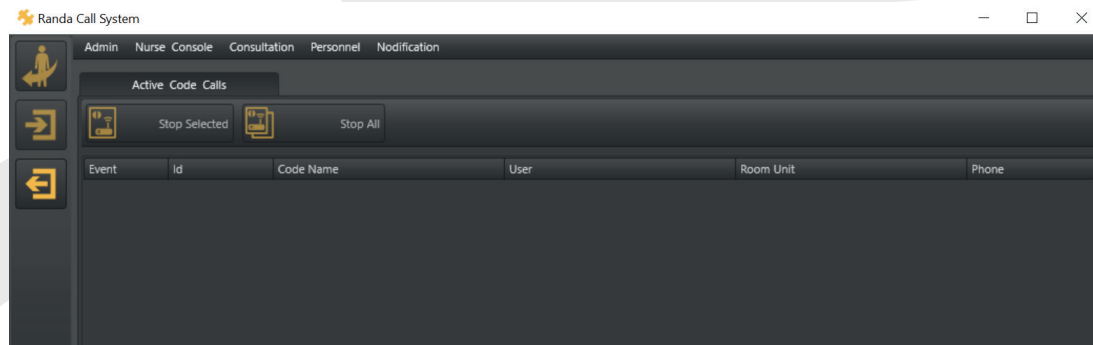 Randa Call System
Admin Nurse Console Consultation Personnel Nodification
Active Code Calls
Stop Selected Stop All
Event Id Code Name User Room Unit Phone